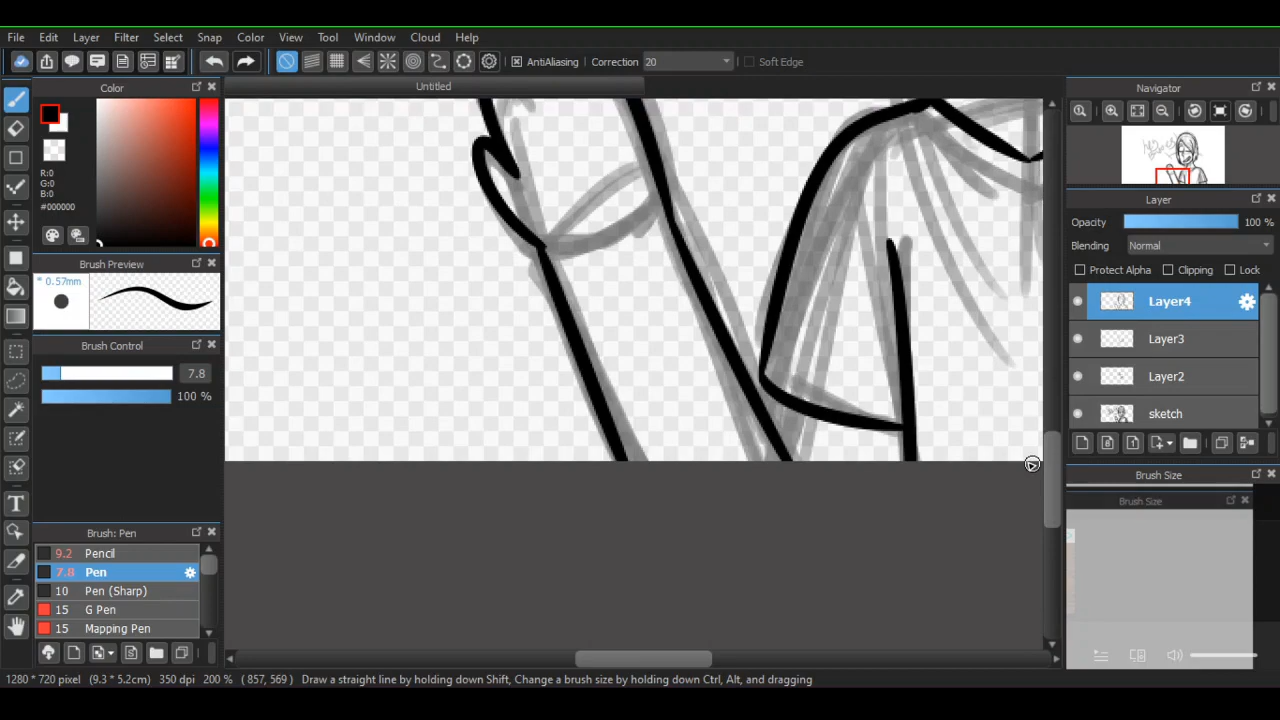 File Edit Layer Filter Select Snap Color View Tool Window Cloud Help
AntiAliasing Correction 20 Soft Edge
Color
Untitled
Navigator
R:0
G:0
B:0
#000000
Layer
Opacity 100 %
Blending Normal
Protect Alpha Clipping Lock
Layer4
Layer3
Layer2
sketch
Brush Preview
* 0.57mm
Brush Control
7.8
100 %
Brush Size
Brush Size
Brush: Pen
9.2 Pencil
7.8 Pen
10 Pen (Sharp)
15 G Pen
15 Mapping Pen
1280 * 720 pixel (9.3 * 5.2cm) 350 dpi 200 % ( 857, 569 ) Draw a straight line by holding down Shift, Change a brush size by holding down Ctrl, Alt, and dragging